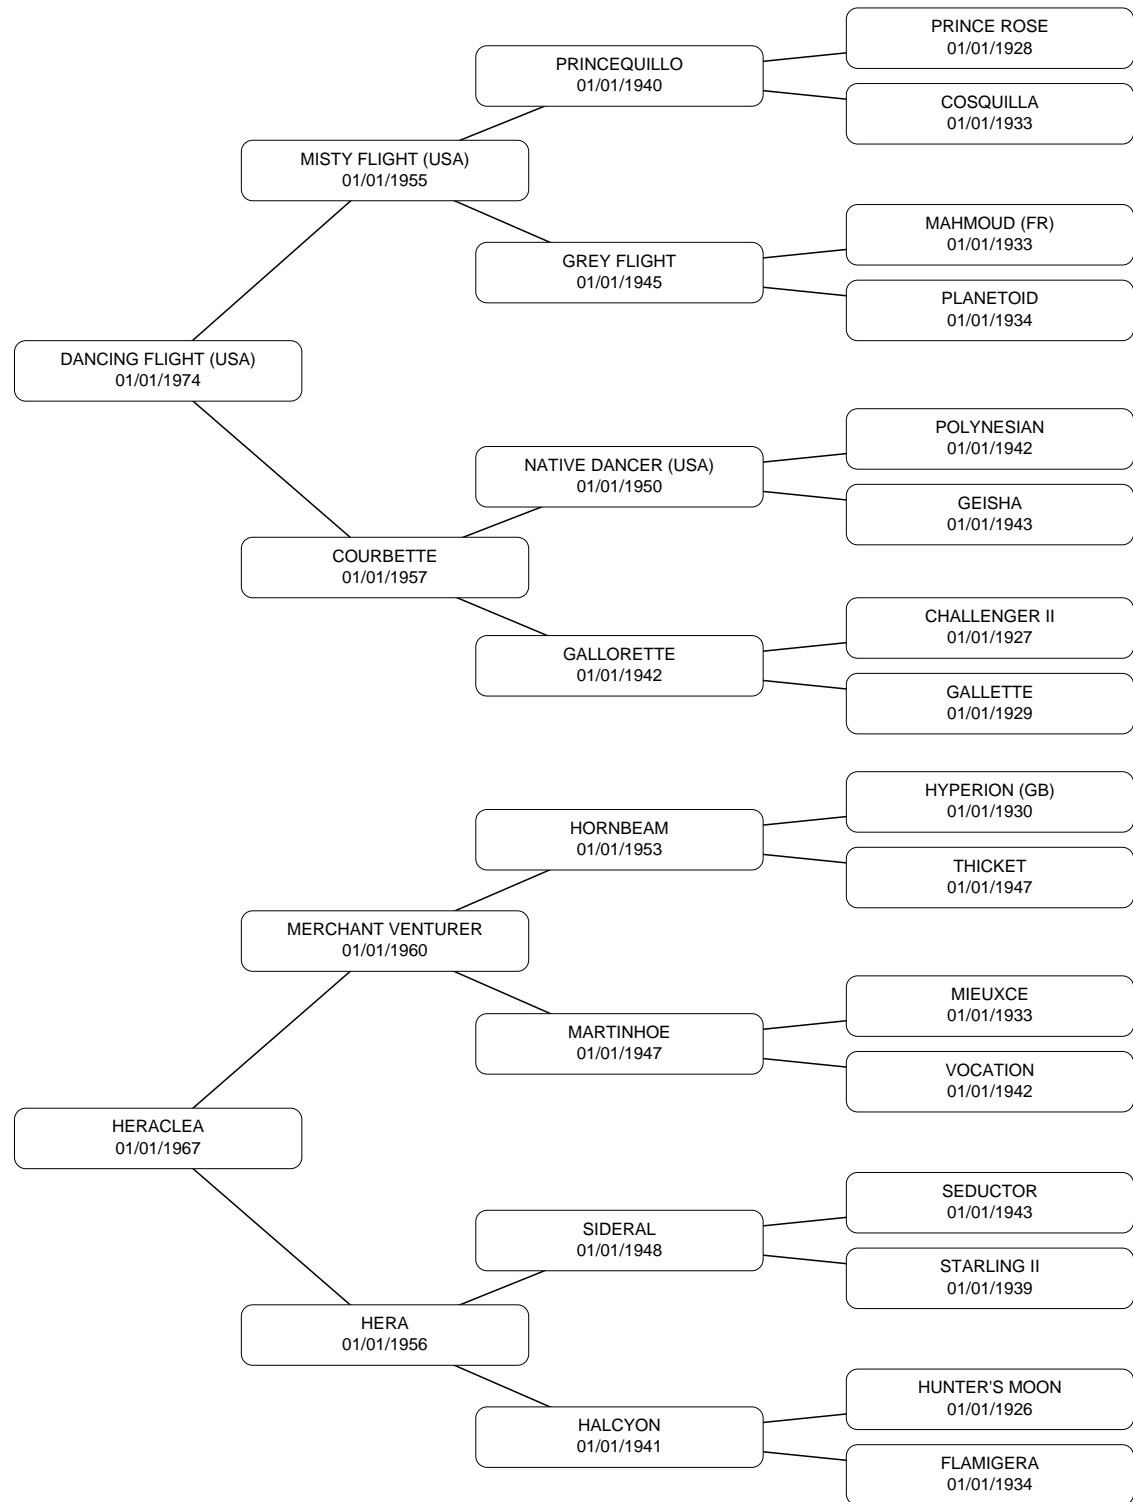 PRINCE ROSE
01/01/1928
PRINCEQUILLO
01/01/1940
COSQUILLA
01/01/1933
MISTY FLIGHT (USA)
01/01/1955
MAHMOUD (FR)
01/01/1933
GREY FLIGHT
01/01/1945
PLANETOID
01/01/1934
DANCING FLIGHT (USA)
01/01/1974
POLYNESIAN
01/01/1942
NATIVE DANCER (USA)
01/01/1950
GEISHA
01/01/1943
COURBETTE
01/01/1957
CHALLENGER II
01/01/1927
GALLORETTE
01/01/1942
GALLETTE
01/01/1929
HYPERION (GB)
01/01/1930
HORNBEAM
01/01/1953
THICKET
01/01/1947
MERCHANT VENTURER
01/01/1960
MIEUXCE
01/01/1933
MARTINHOE
01/01/1947
VOCATION
01/01/1942
HERACLEA
01/01/1967
SEDUCTOR
01/01/1943
SIDERAL
01/01/1948
STARLING II
01/01/1939
HERA
01/01/1956
HUNTER'S MOON
01/01/1926
HALCYON
01/01/1941
FLAMIGERA
01/01/1934